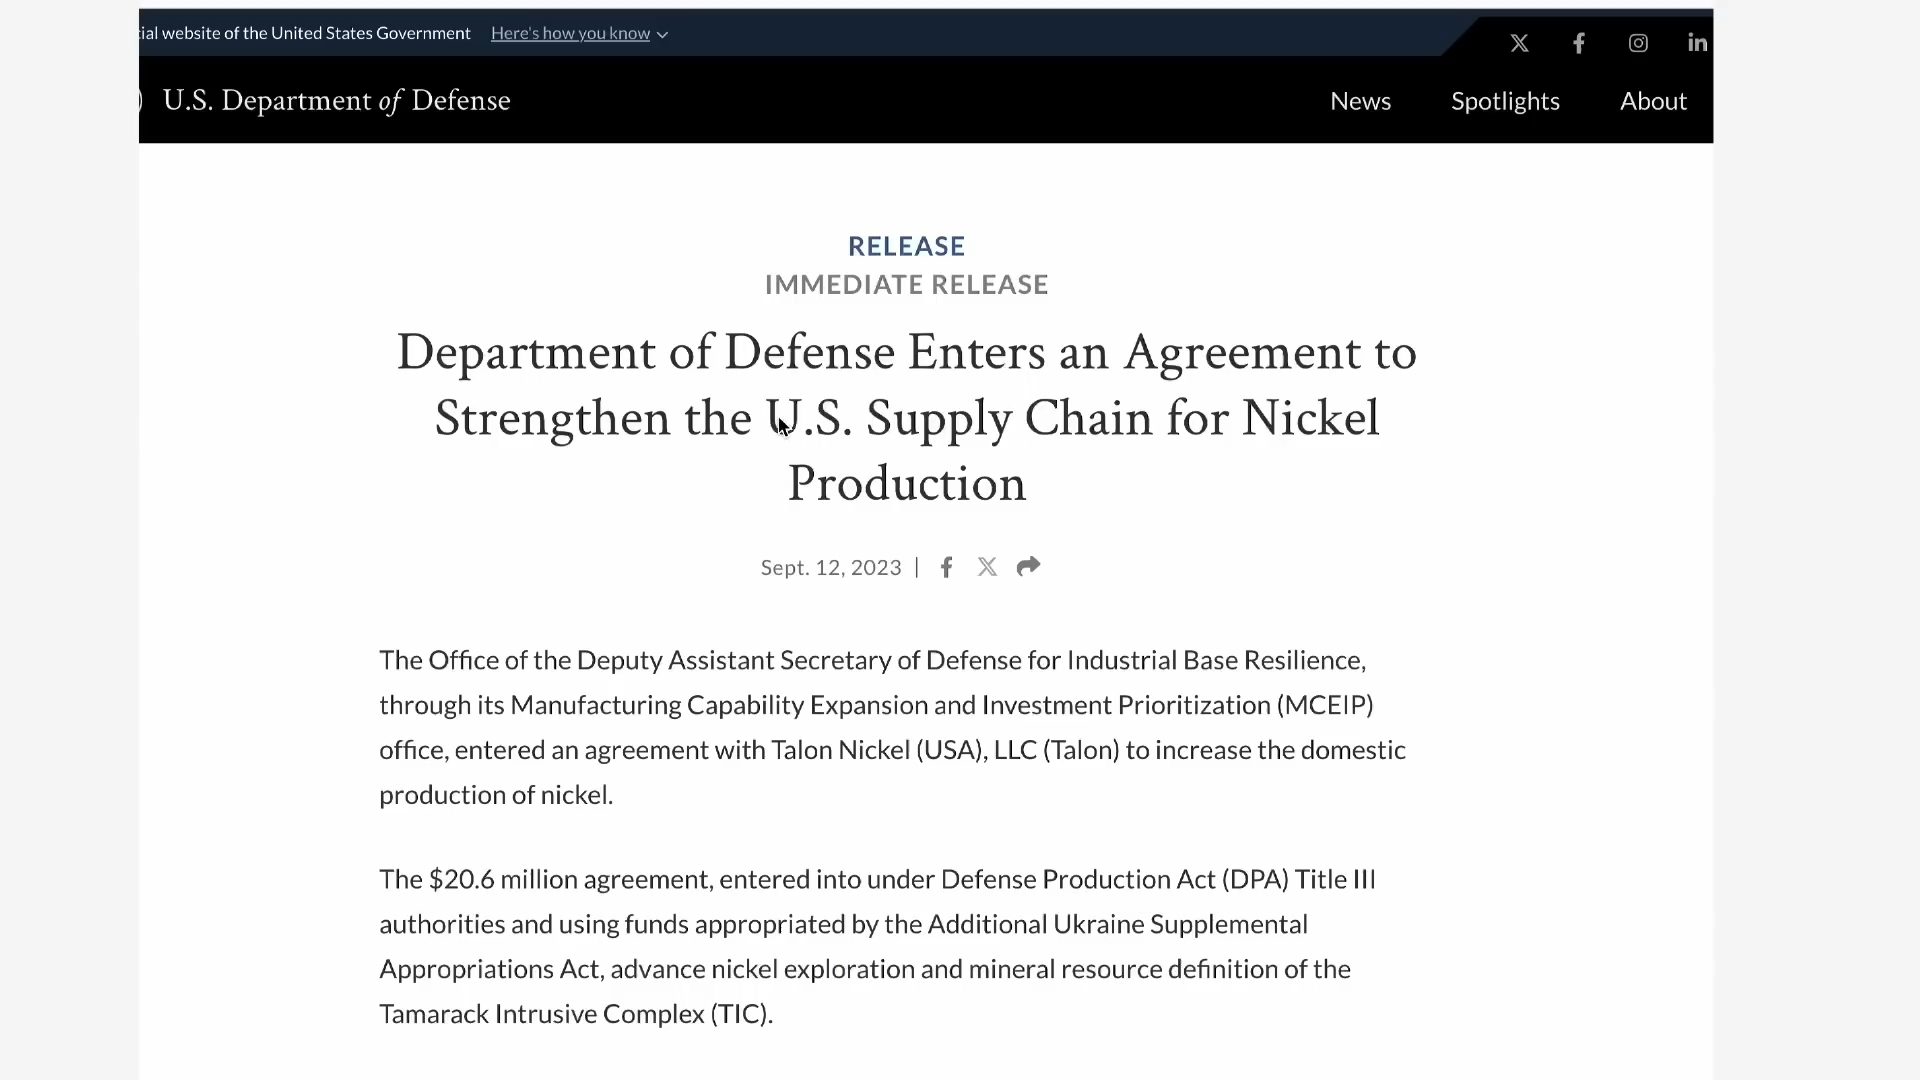 ial website of the United States Government Here's how you know
U.S. Department of Defense
News Spotlights About
RELEASE
IMMEDIATE RELEASE
Department of Defense Enters an Agreement to
Strengthen the U.S. Supply Chain for Nickel
Production
Sept. 12, 2023 |
The Office of the Deputy Assistant Secretary of Defense for Industrial Base Resilience,
through its Manufacturing Capability Expansion and Investment Prioritization (MCEIP)
office, entered an agreement with Talon Nickel (USA), LLC (Talon) to increase the domestic
production of nickel.
The $20.6 million agreement, entered into under Defense Production Act (DPA) Title III
authorities and using funds appropriated by the Additional Ukraine Supplemental
Appropriations Act, advance nickel exploration and mineral resource definition of the
Tamarack Intrusive Complex (TIC).